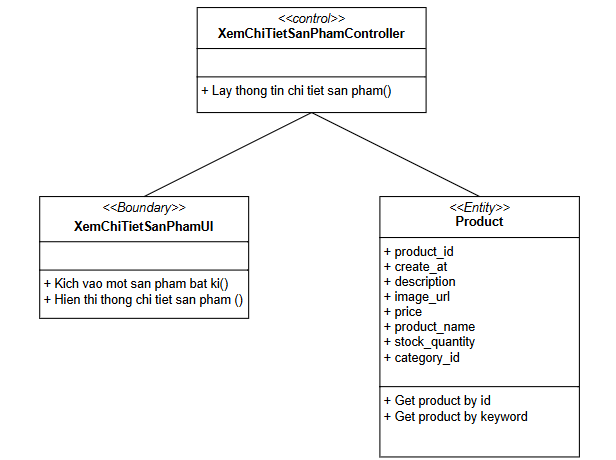 <<control>>
XemChiTietSanPhamController
+ Lay thong tin chi tiet san pham()
<<Boundary>>
XemChiTietSanPhamUI
+ Kich vao mot san pham bat ki()
+ Hien thi thong chi tiet san pham ()
<<Entity>>
Product
+ product_id
+ create_at
+ description
+ image_url
+ price
+ product_name
+ stock_quantity
+ category_id
+ Get product by id
+ Get product by keyword